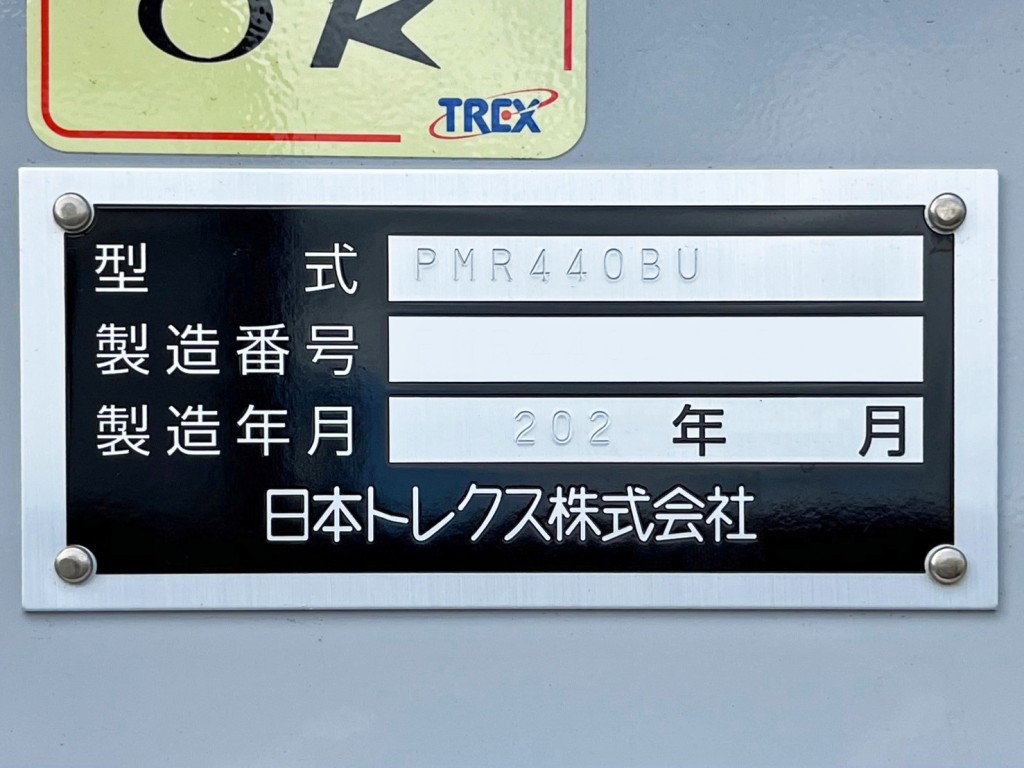 OK
TREX
型式 PMR440BU
製造番号
製造年月 202 年 月
日本トレクス株式会社